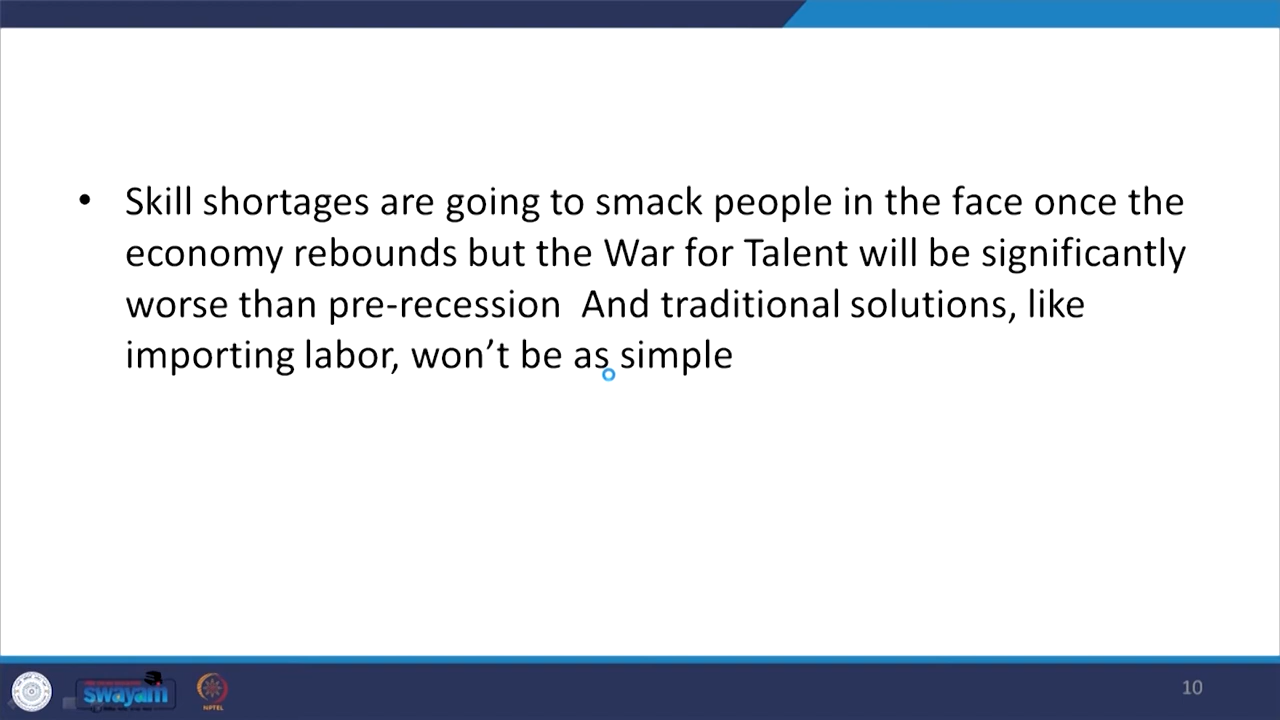 • Skill shortages are going to smack people in the face once the
economy rebounds but the War for Talent will be significantly
worse than pre-recession  And traditional solutions, like
importing labor, won’t be as simple
swayam
NPTEL
10